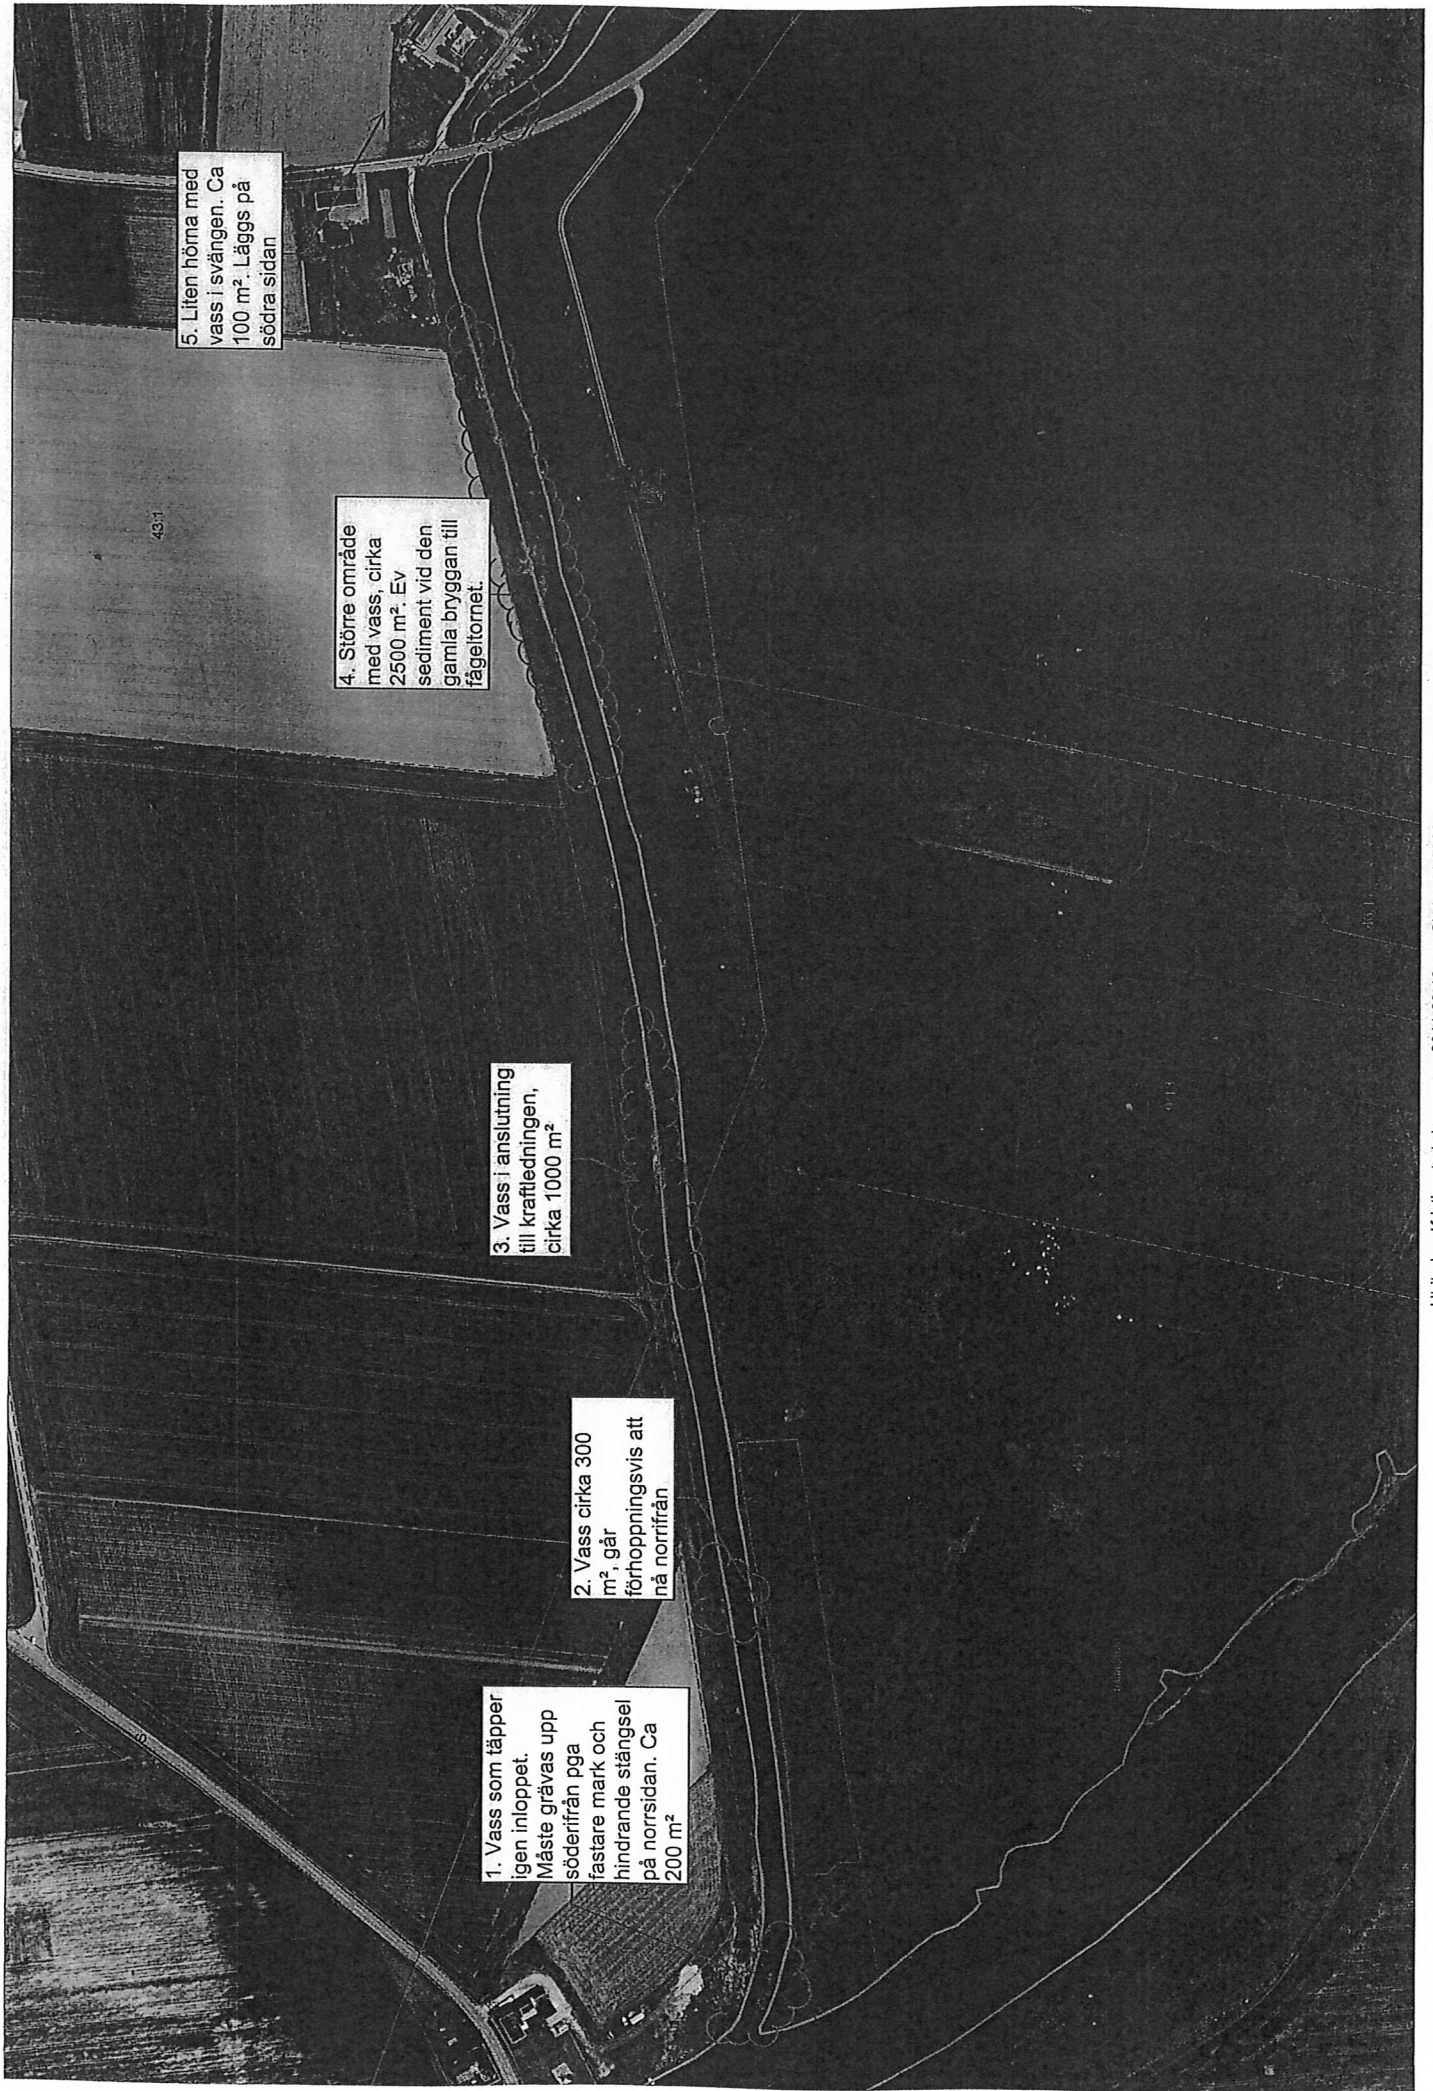 1. Vass som täpper
igen inloppet.
Måste grävas upp
söderifrån pga
fastare mark och
hindrande stängsel
på norrsidan. Ca
200 m²
2. Vass cirka 300
m², går
förhoppningsvis att
nå norrifrån
3. Vass i anslutning
till kraftledningen,
cirka 1000 m²
4. Större område
med vass, cirka
2500 m². Ev
sediment vid den
gamla bryggan till
fågeltornet.
5. Liten hörna med
vass i svängen. Ca
100 m². Läggs på
södra sidan
43:1